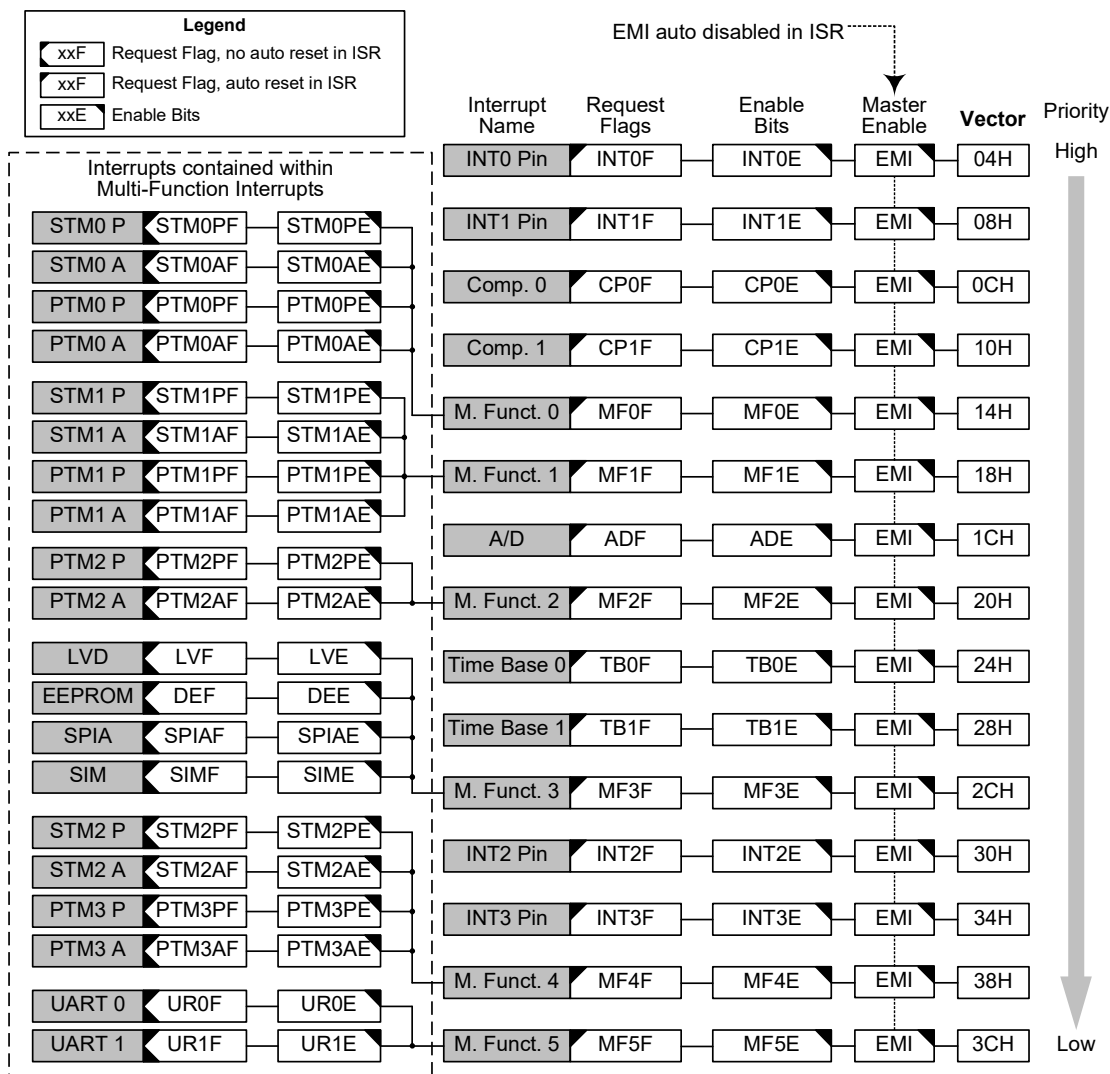 Legend
xxF Request Flag, no auto reset in ISR
xxF Request Flag, auto reset in ISR
xxE Enable Bits
EMI auto disabled in ISR
Interrupt Name Request Flags Enable Bits Master Enable Vector Priority
INT0 Pin INT0F INT0E EMI 04H High
INT1 Pin INT1F INT1E EMI 08H
Comp. 0 CP0F CP0E EMI 0CH
Comp. 1 CP1F CP1E EMI 10H
M. Funct. 0 MF0F MF0E EMI 14H
M. Funct. 1 MF1F MF1E EMI 18H
A/D ADF ADE EMI 1CH
M. Funct. 2 MF2F MF2E EMI 20H
Time Base 0 TB0F TB0E EMI 24H
Time Base 1 TB1F TB1E EMI 28H
M. Funct. 3 MF3F MF3E EMI 2CH
INT2 Pin INT2F INT2E EMI 30H
INT3 Pin INT3F INT3E EMI 34H
M. Funct. 4 MF4F MF4E EMI 38H
M. Funct. 5 MF5F MF5E EMI 3CH Low
Interrupts contained within
Multi-Function Interrupts
STM0 P STM0PF STM0PE
STM0 A STM0AF STM0AE
PTM0 P PTM0PF PTM0PE
PTM0 A PTM0AF PTM0AE
STM1 P STM1PF STM1PE
STM1 A STM1AF STM1AE
PTM1 P PTM1PF PTM1PE
PTM1 A PTM1AF PTM1AE
PTM2 P PTM2PF PTM2PE
PTM2 A PTM2AF PTM2AE
LVD LVF LVE
EEPROM DEF DEE
SPIA SPIAF SPIAE
SIM SIMF SIME
STM2 P STM2PF STM2PE
STM2 A STM2AF STM2AE
PTM3 P PTM3PF PTM3PE
PTM3 A PTM3AF PTM3AE
UART 0 UR0F UR0E
UART 1 UR1F UR1E